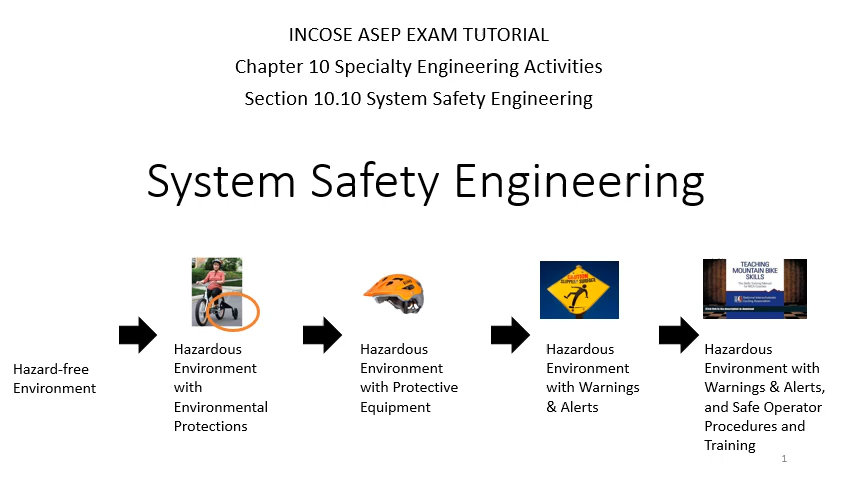 INCOSE ASEP EXAM TUTORIAL
Chapter 10 Specialty Engineering Activities
Section 10.10 System Safety Engineering
System Safety Engineering
CAUTION
SLIPPERY SURFACE
TEACHING
MOUNTAIN BIKE
SKILLS
Hazard-free
Environment
Hazardous
Environment
with
Environmental
Protections
Hazardous
Environment
with Protective
Equipment
Hazardous
Environment
with Warnings
& Alerts
Hazardous
Environment with
Warnings & Alerts,
and Safe Operator
Procedures and
Training
1